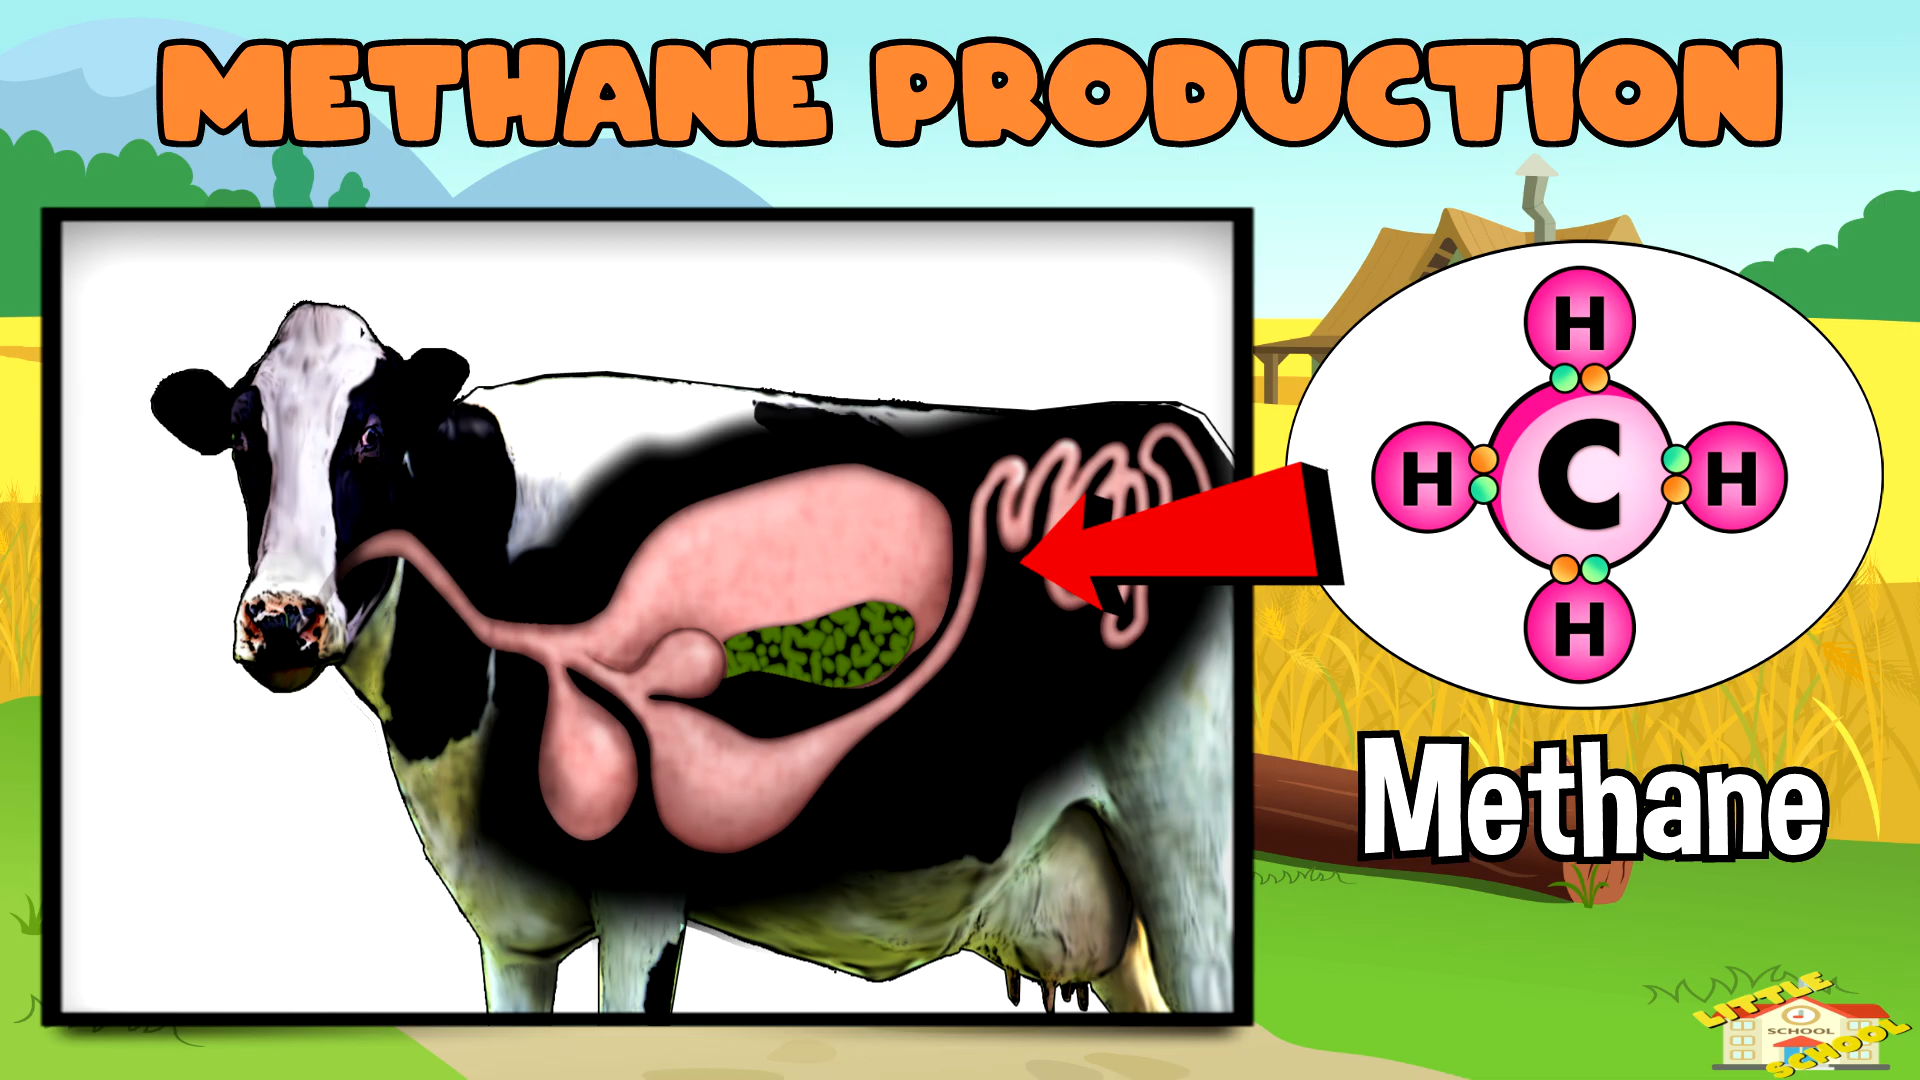 METHANE PRODUCTION
H
H C H
H
Methane
LITTLE
SCHOOL
SCHOOL